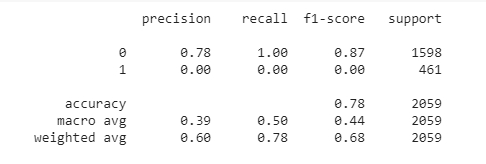 precision recall f1-score support
0 0.78 1.00 0.87 1598
1 0.00 0.00 0.00 461
accuracy 0.78 2059
macro avg 0.39 0.50 0.44 2059
weighted avg 0.60 0.78 0.68 2059